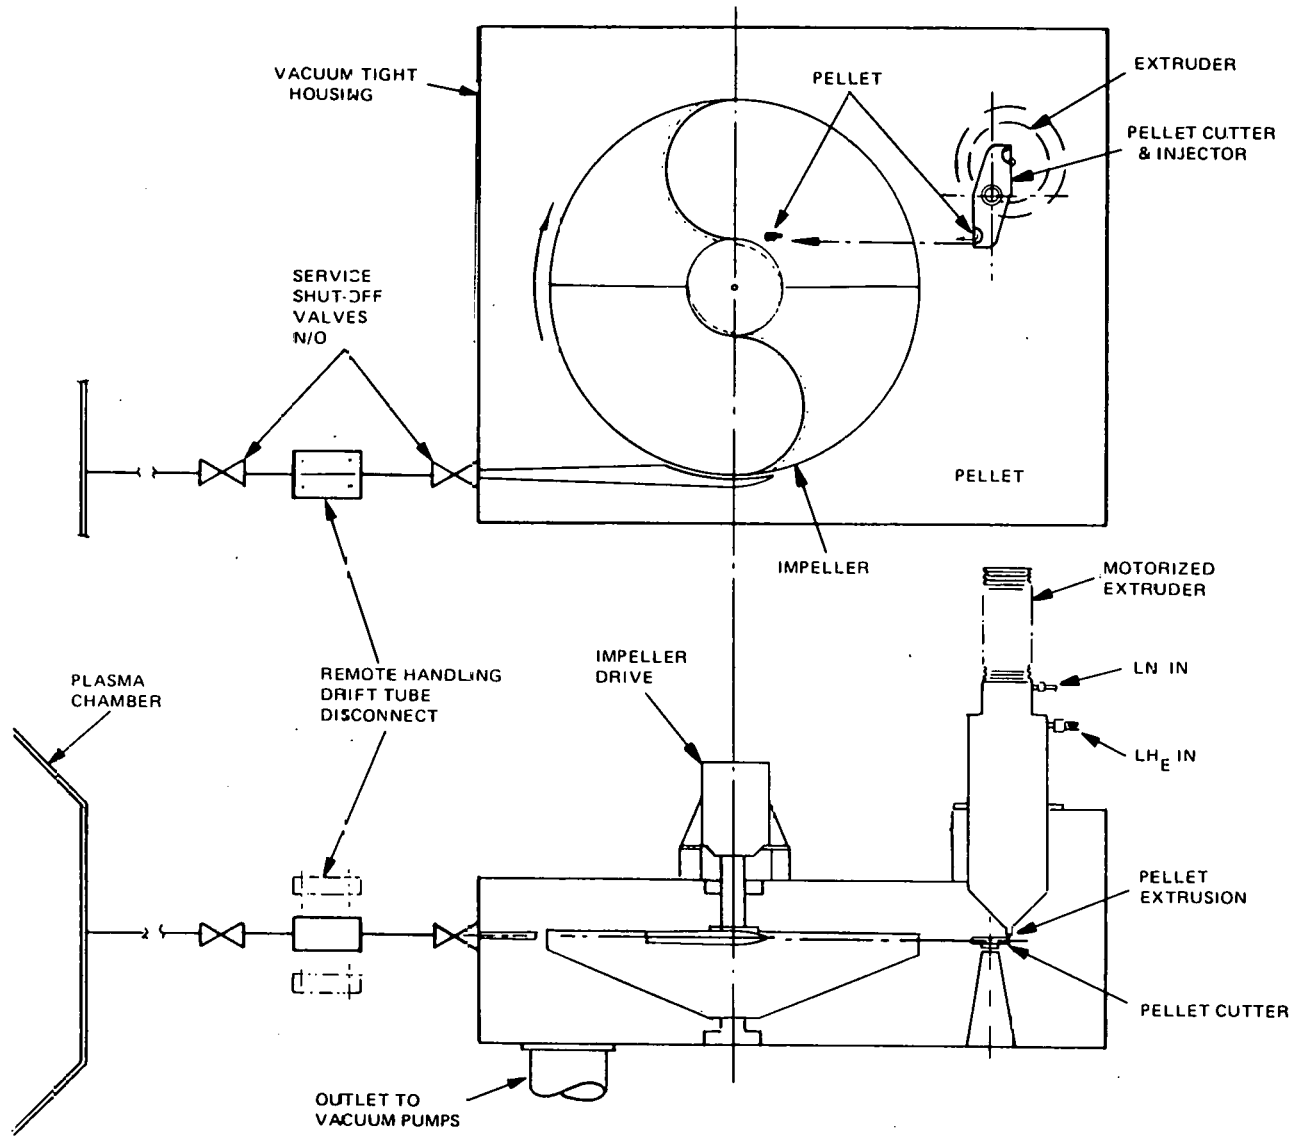 VACUUM TIGHT
HOUSING
PELLET
EXTRUDER
PELLET CUTTER
& INJECTOR
SERVICE
SHUT-OFF
VALVES
N/O
PELLET
IMPELLER
MOTORIZED
EXTRUDER
LN IN
LHE IN
PLASMA
CHAMBER
REMOTE HANDLING
DRIFT TUBE
DISCONNECT
IMPELLER
DRIVE
PELLET
EXTRUSION
PELLET CUTTER
OUTLET TO
VACUUM PUMPS